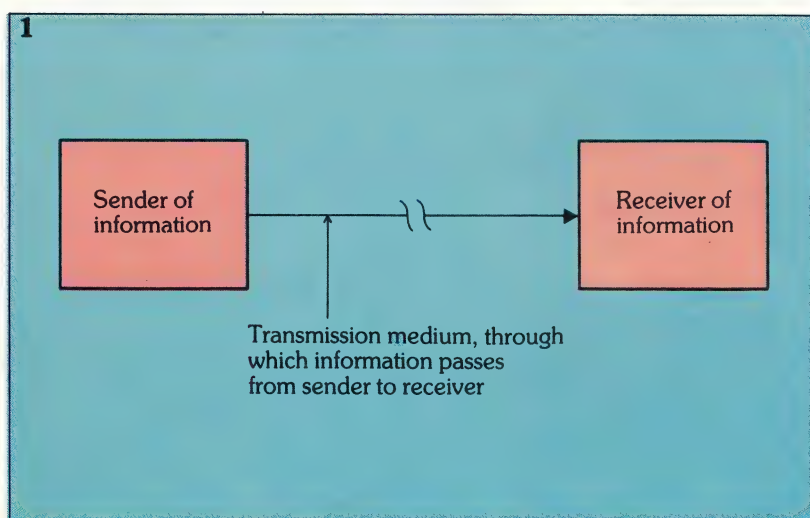 1
Sender of
information
Receiver of
information
Transmission medium, through
which information passes
from sender to receiver